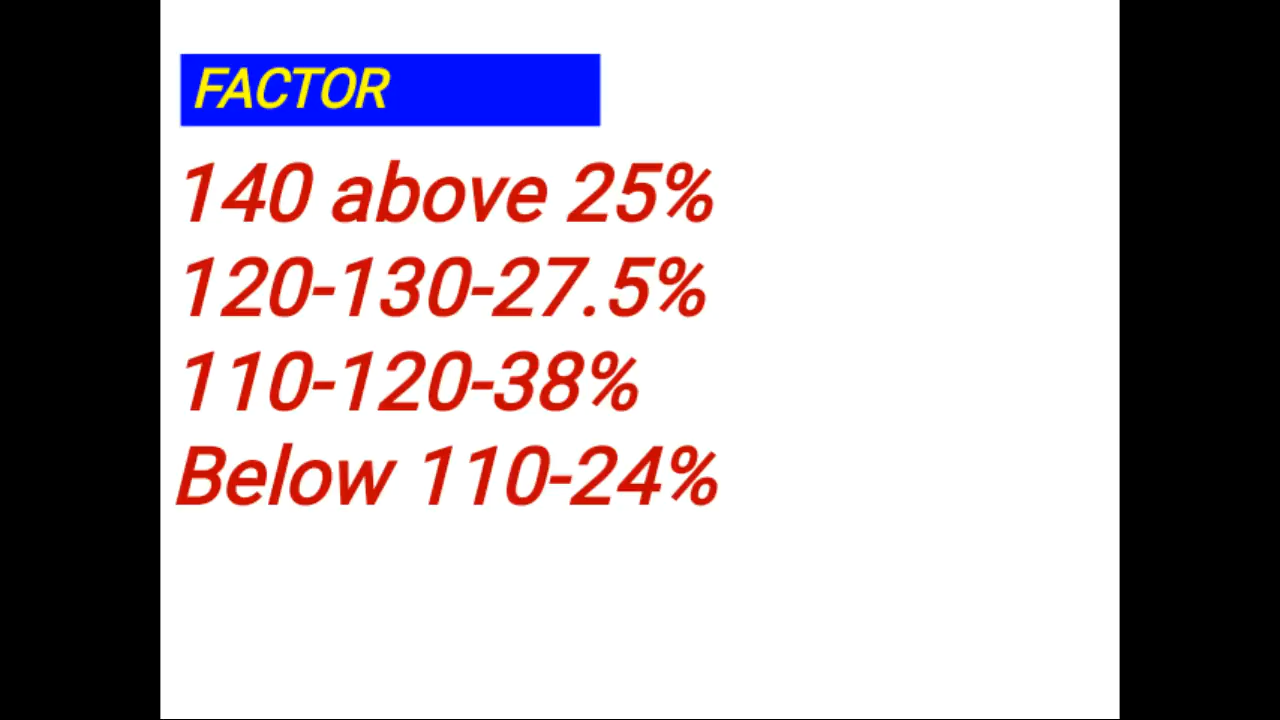 FACTOR
140 above 25%
120-130-27.5%
110-120-38%
Below 110-24%